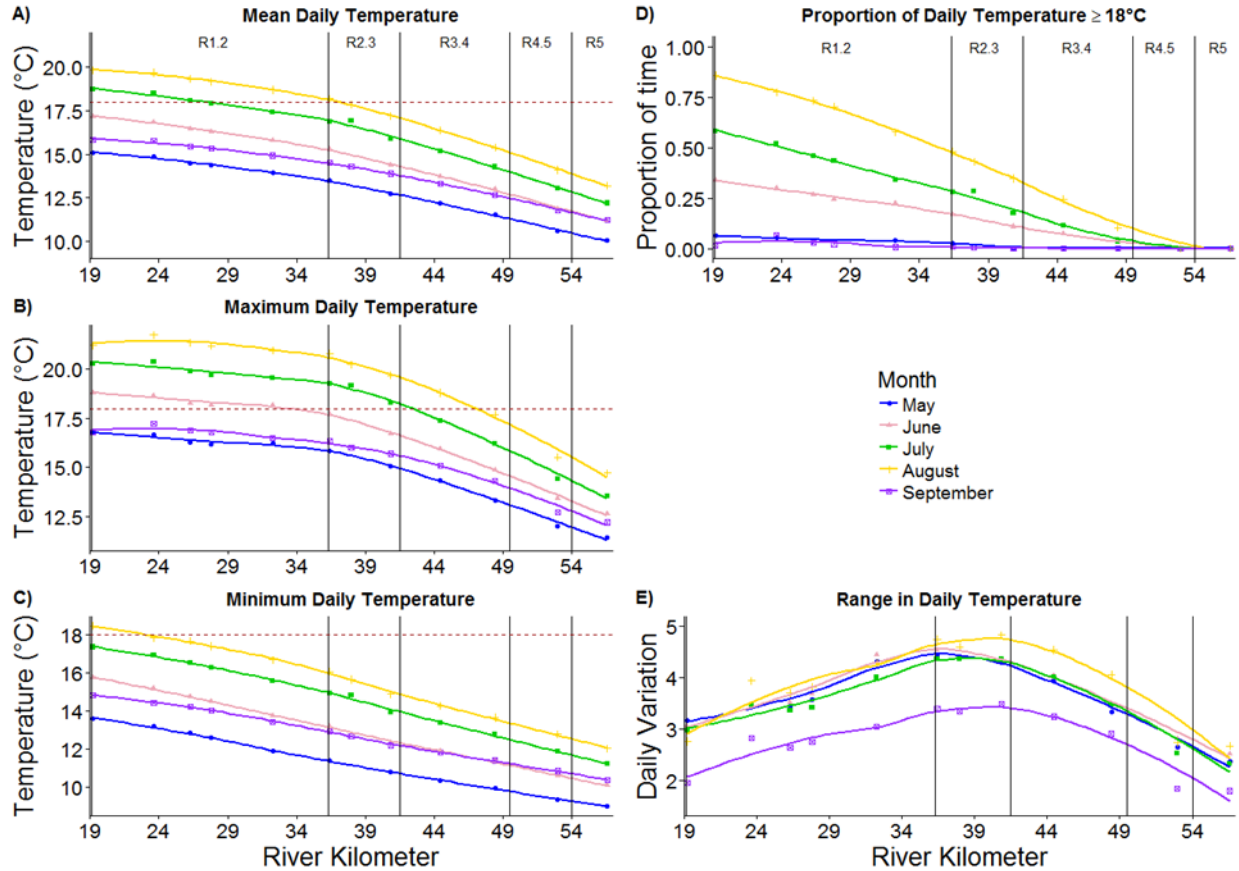 A) Mean Daily Temperature
R1.2 R2.3 R3.4 R4.5 R5
Temperature (°C)
20.0
17.5
15.0
12.5
10.0
19 24 29 34 39 44 49 54
B) Maximum Daily Temperature
Temperature (°C)
20.0
17.5
15.0
12.5
19 24 29 34 39 44 49 54
C) Minimum Daily Temperature
Temperature (°C)
18
16
14
12
10
19 24 29 34 39 44 49 54
River Kilometer
D) Proportion of Daily Temperature ≥ 18°C
R1.2 R2.3 R3.4 R4.5 R5
Proportion of time
1.00
0.75
0.50
0.25
0.00
19 24 29 34 39 44 49 54
Month
May
June
July
August
September
E) Range in Daily Temperature
Daily Variation
5
4
3
2
19 24 29 34 39 44 49 54
River Kilometer